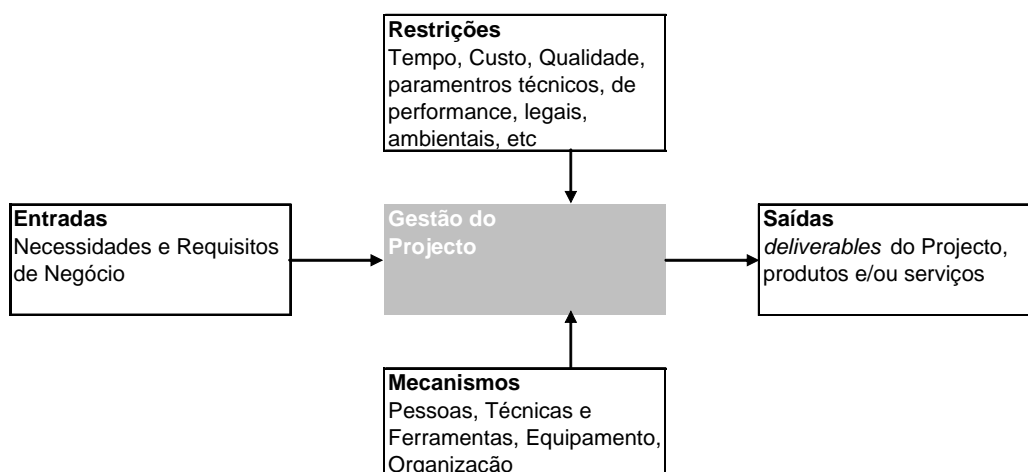 Restrições
Tempo, Custo, Qualidade,
paramentros técnicos, de
performance, legais,
ambientais, etc
Entradas
Necessidades e Requisitos
de Negócio
Gestão do
Projecto
Saídas
deliverables do Projecto,
produtos e/ou serviços
Mecanismos
Pessoas, Técnicas e
Ferramentas, Equipamento,
Organização